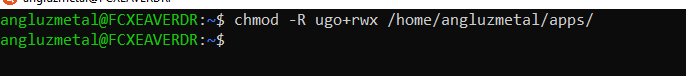 angluzmetal@FCXEAVERDR:~$ chmod -R ugo+rwx /home/angluzmetal/apps/
angluzmetal@FCXEAVERDR:~$